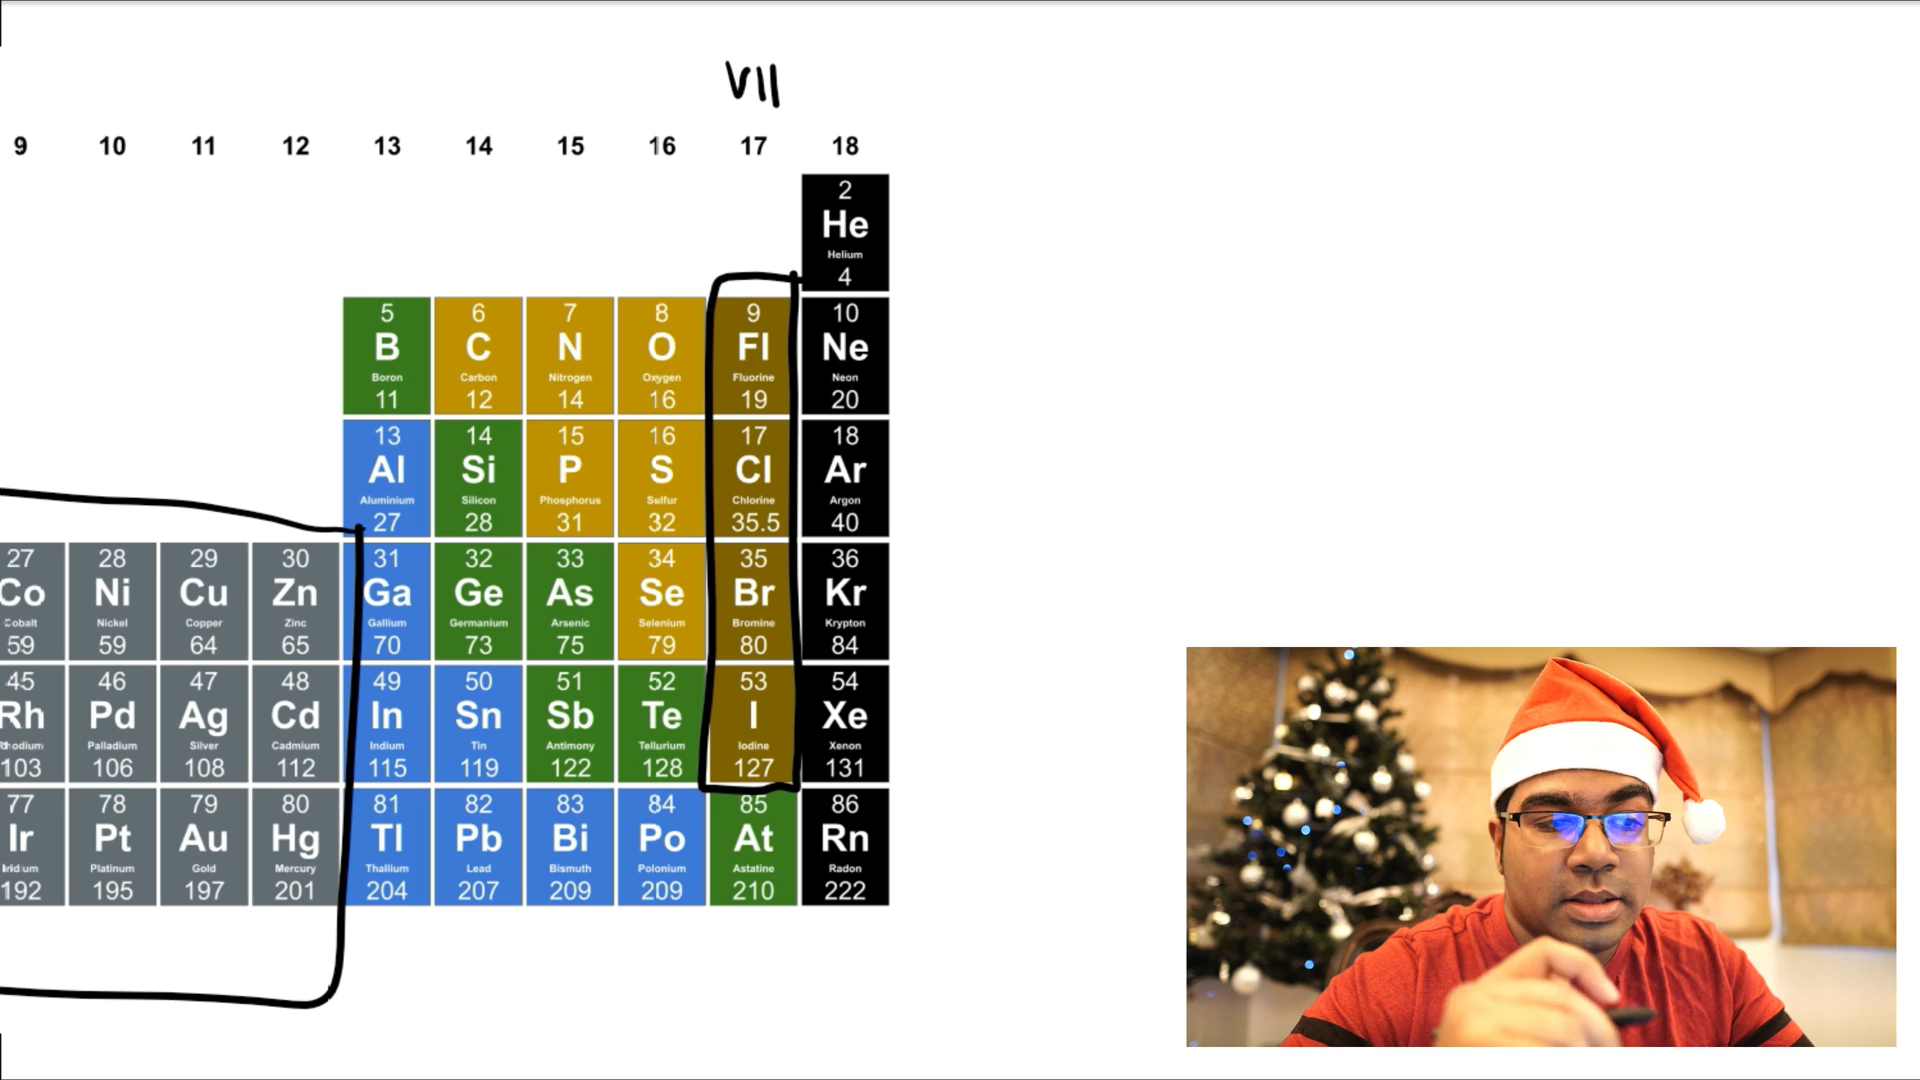 VII
9 10 11 12 13 14 15 16 17 18
2
He
Helium
4
5 6 7 8 9 10
B C N O Fl Ne
Boron Carbon Nitrogen Oxygen Fluorine Neon
11 12 14 16 19 20
13 14 15 16 17 18
Al Si P S Cl Ar
Aluminium Silicon Phosphorus Sulfur Chlorine Argon
27 28 31 32 35.5 40
27 28 29 30 31 32 33 34 35 36
Co Ni Cu Zn Ga Ge As Se Br Kr
Cobalt Nickel Copper Zinc Gallium Germanium Arsenic Selenium Bromine Krypton
59 59 64 65 70 73 75 79 80 84
45 46 47 48 49 50 51 52 53 54
Rh Pd Ag Cd In Sn Sb Te I Xe
Rhodium Palladium Silver Cadmium Indium Tin Antimony Tellurium Iodine Xenon
103 106 108 112 115 119 122 128 127 131
77 78 79 80 81 82 83 84 85 86
Ir Pt Au Hg Tl Pb Bi Po At Rn
Iridium Platinum Gold Mercury Thallium Lead Bismuth Polonium Astatine Radon
192 195 197 201 204 207 209 209 210 222